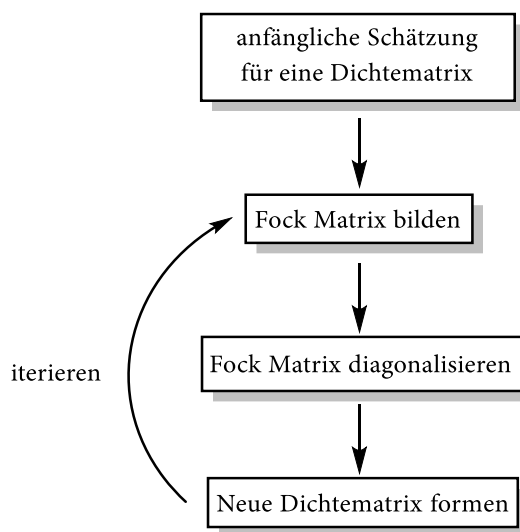 anfängliche Schätzung
für eine Dichtematrix
Fock Matrix bilden
Fock Matrix diagonalisieren
iterieren
Neue Dichtematrix formen